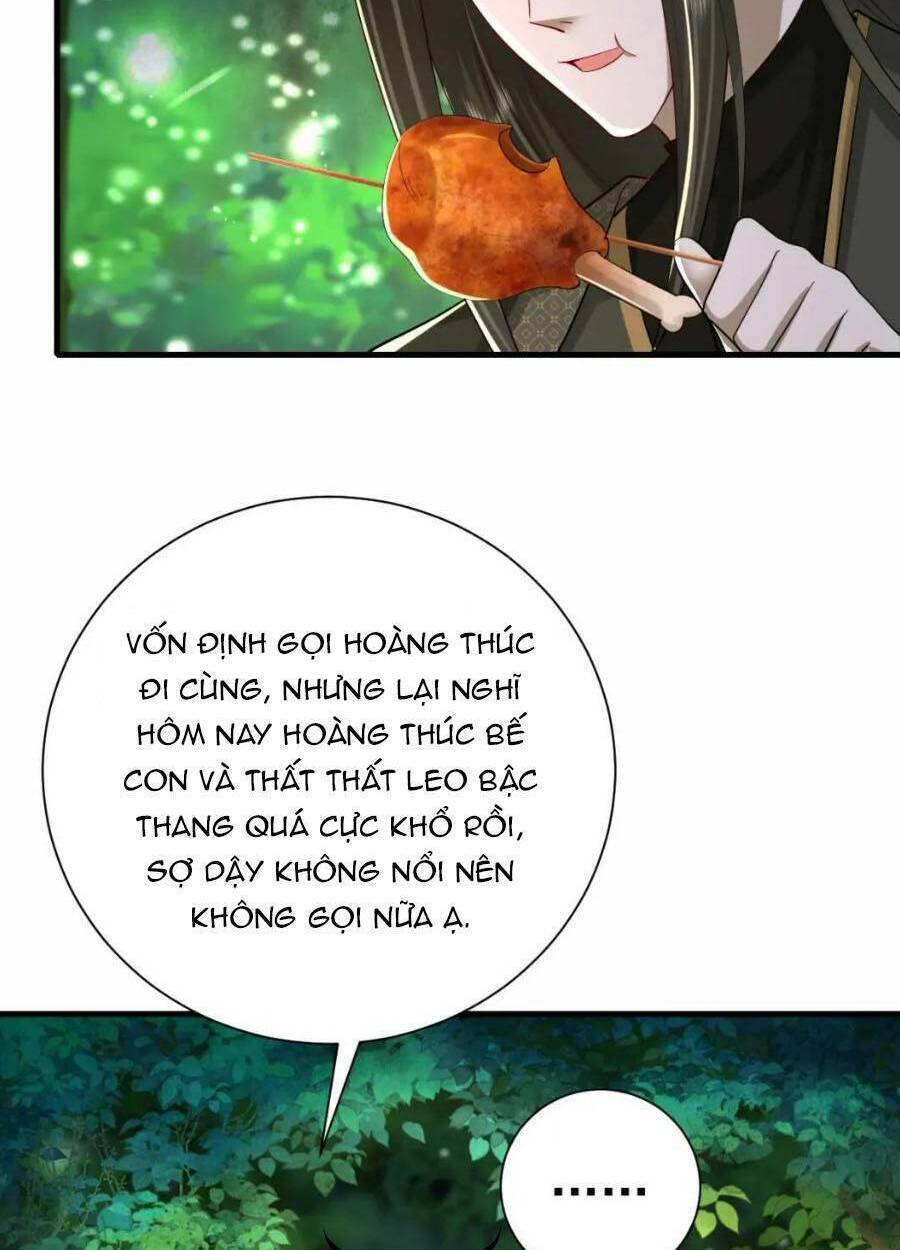 VỐN ĐỊNH GỌI HOÀNG THÚC
ĐI CÙNG, NHƯNG LẠI NGHĨ
HÔM NAY HOÀNG THÚC BẾ
CON VÀ THẤT THẤT LEO BẬC
THANG QUÁ CỰC KHỔ RỒI,
SỢ DẬY KHÔNG NỔI NÊN
KHÔNG GỌI NỮA Ạ.
......